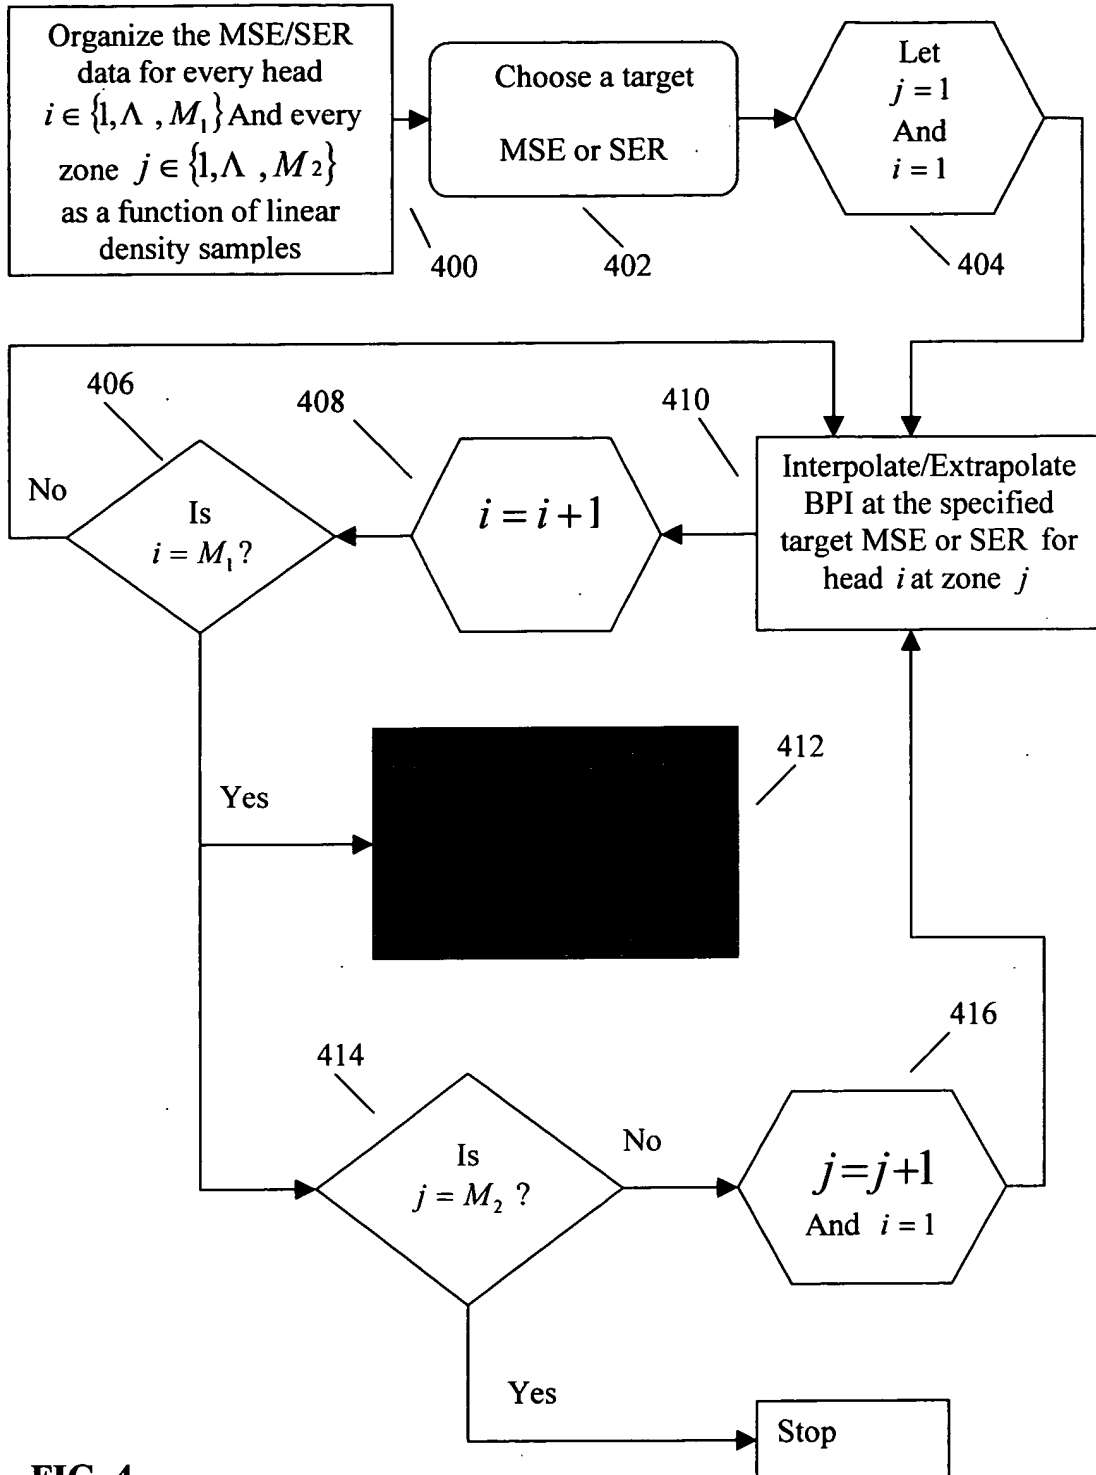 Organize the MSE/SER
data for every head
i ∈ {1,Λ , M₁} And every
zone j ∈ {1,Λ , M₂}
as a function of linear
density samples
400
Choose a target
MSE or SER
402
Let
j = 1
And
i = 1
404
406
No
Is
i = M₁ ?
408
i = i + 1
410
Interpolate/Extrapolate
BPI at the specified
target MSE or SER for
head i at zone j
Yes
412
414
Is
j = M₂ ?
No
416
j = j+1
And i = 1
Yes
Stop
FIG. 4